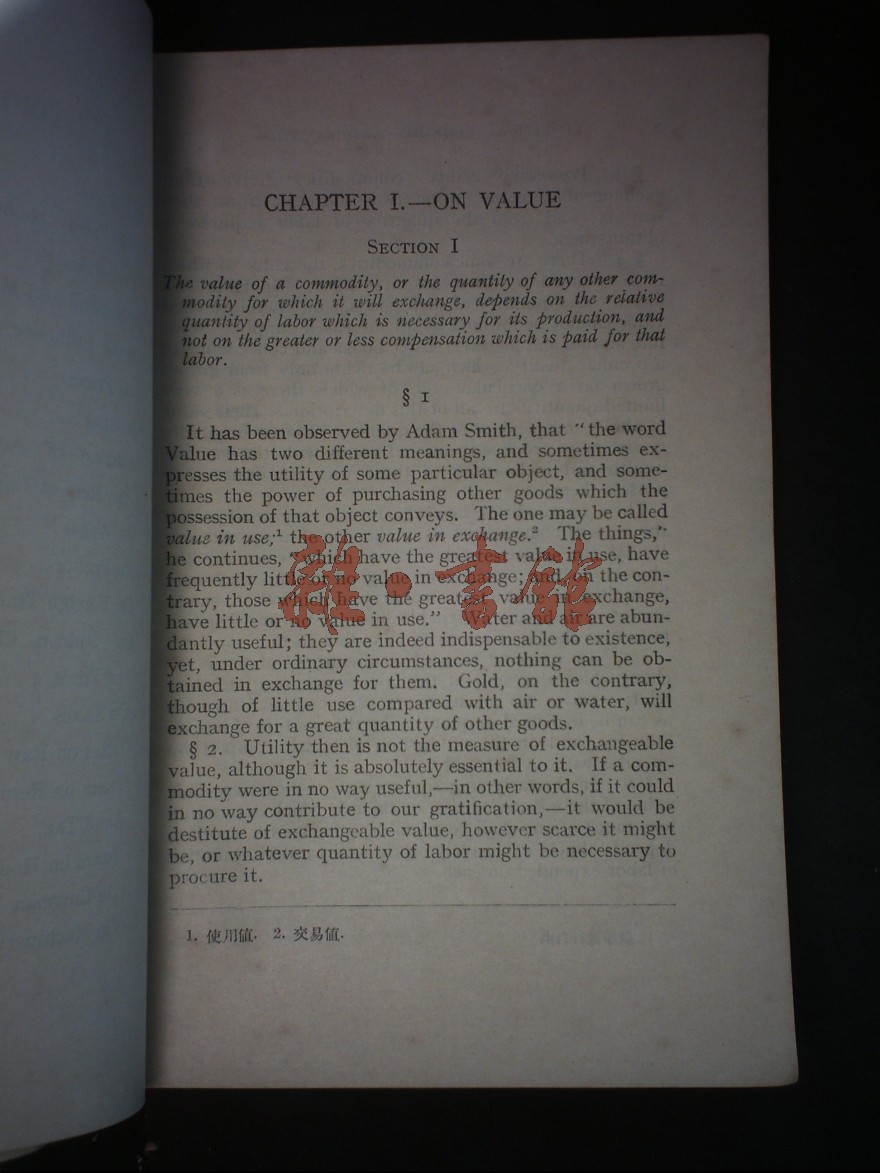 CHAPTER I.—ON VALUE
SECTION I
The value of a commodity, or the quantity of any other com-
modity for which it will exchange, depends on the relative
quantity of labor which is necessary for its production, and
not on the greater or less compensation which is paid for that
labor.
§ 1
It has been observed by Adam Smith, that "the word
Value has two different meanings, and sometimes ex-
presses the utility of some particular object, and some-
times the power of purchasing other goods which the
possession of that object conveys. The one may be called
value in use;¹ the other value in exchange.² The things,"
he continues, "which have the greatest value in use, have
frequently little or no value in exchange; and, on the con-
trary, those which have the greatest value in exchange,
have little or no value in use." Water and air are abun-
dantly useful; they are indeed indispensable to existence,
yet, under ordinary circumstances, nothing can be ob-
tained in exchange for them. Gold, on the contrary,
though of little use compared with air or water, will
exchange for a great quantity of other goods.
§ 2. Utility then is not the measure of exchangeable
value, although it is absolutely essential to it. If a com-
modity were in no way useful,—in other words, if it could
in no way contribute to our gratification,—it would be
destitute of exchangeable value, however scarce it might
be, or whatever quantity of labor might be necessary to
procure it.
1. 使用値. 2. 交易値.
雜·書館